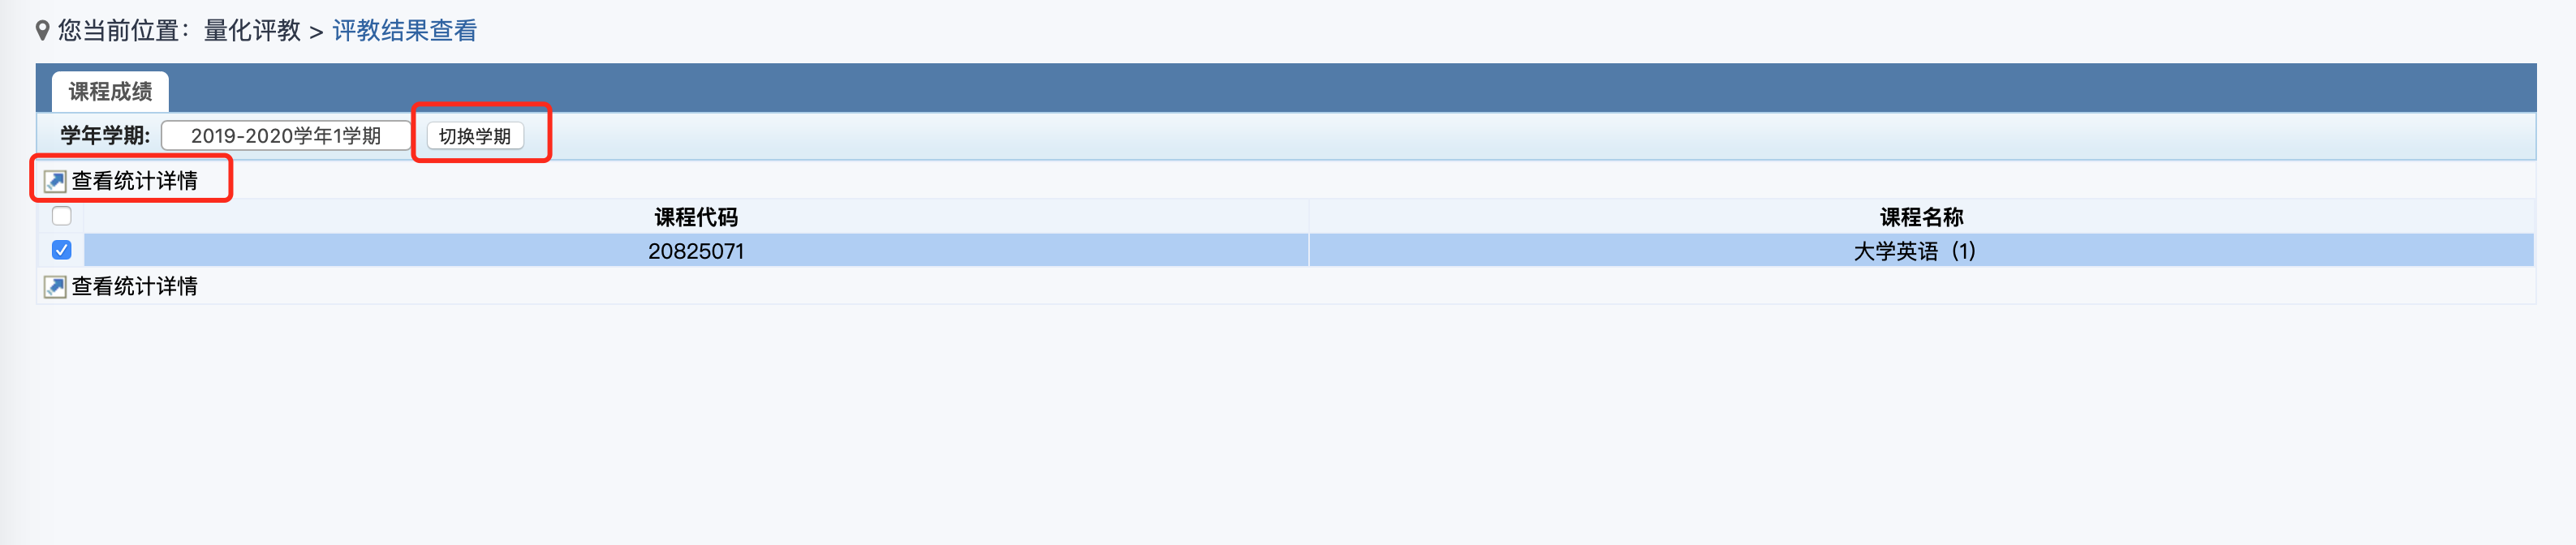 您当前位置：量化评教 > 评教结果查看
课程成绩
学年学期: 2019-2020学年1学期 切换学期
查看统计详情
课程代码 课程名称
20825071 大学英语（1）
查看统计详情